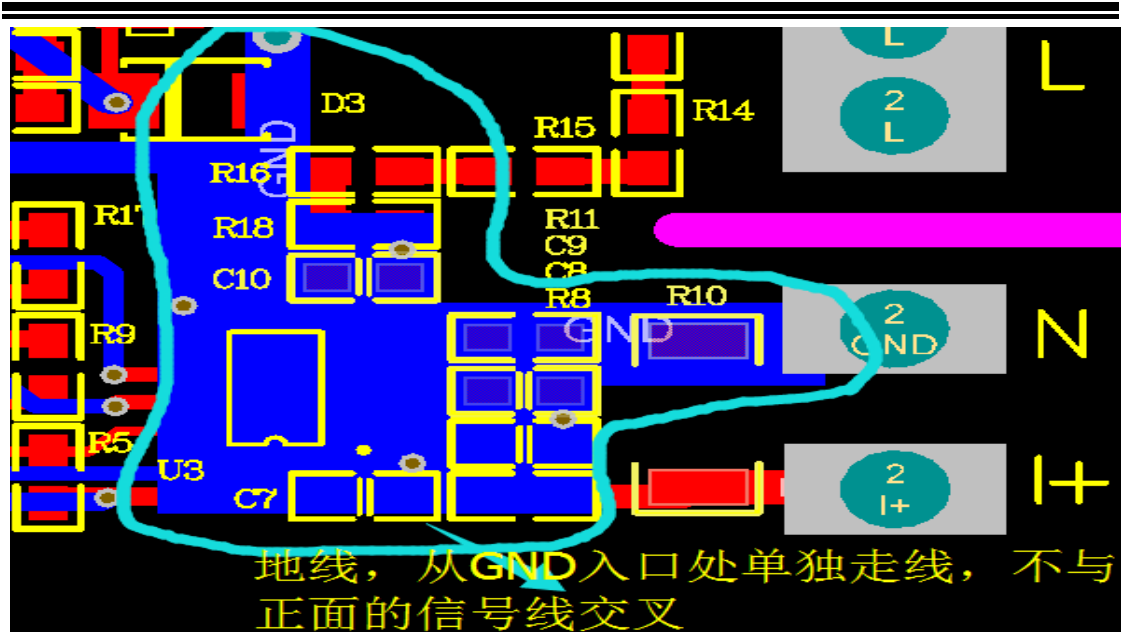 L
L
D3
2
L
R14
R15
GND
R16
R17
R18
R11
C9
C8
C10
R8
R10
GND
2
GND
N
R9
R5
U3
2
I+
I+
C7
地线，从GND入口处单独走线，不与
正面的信号线交叉